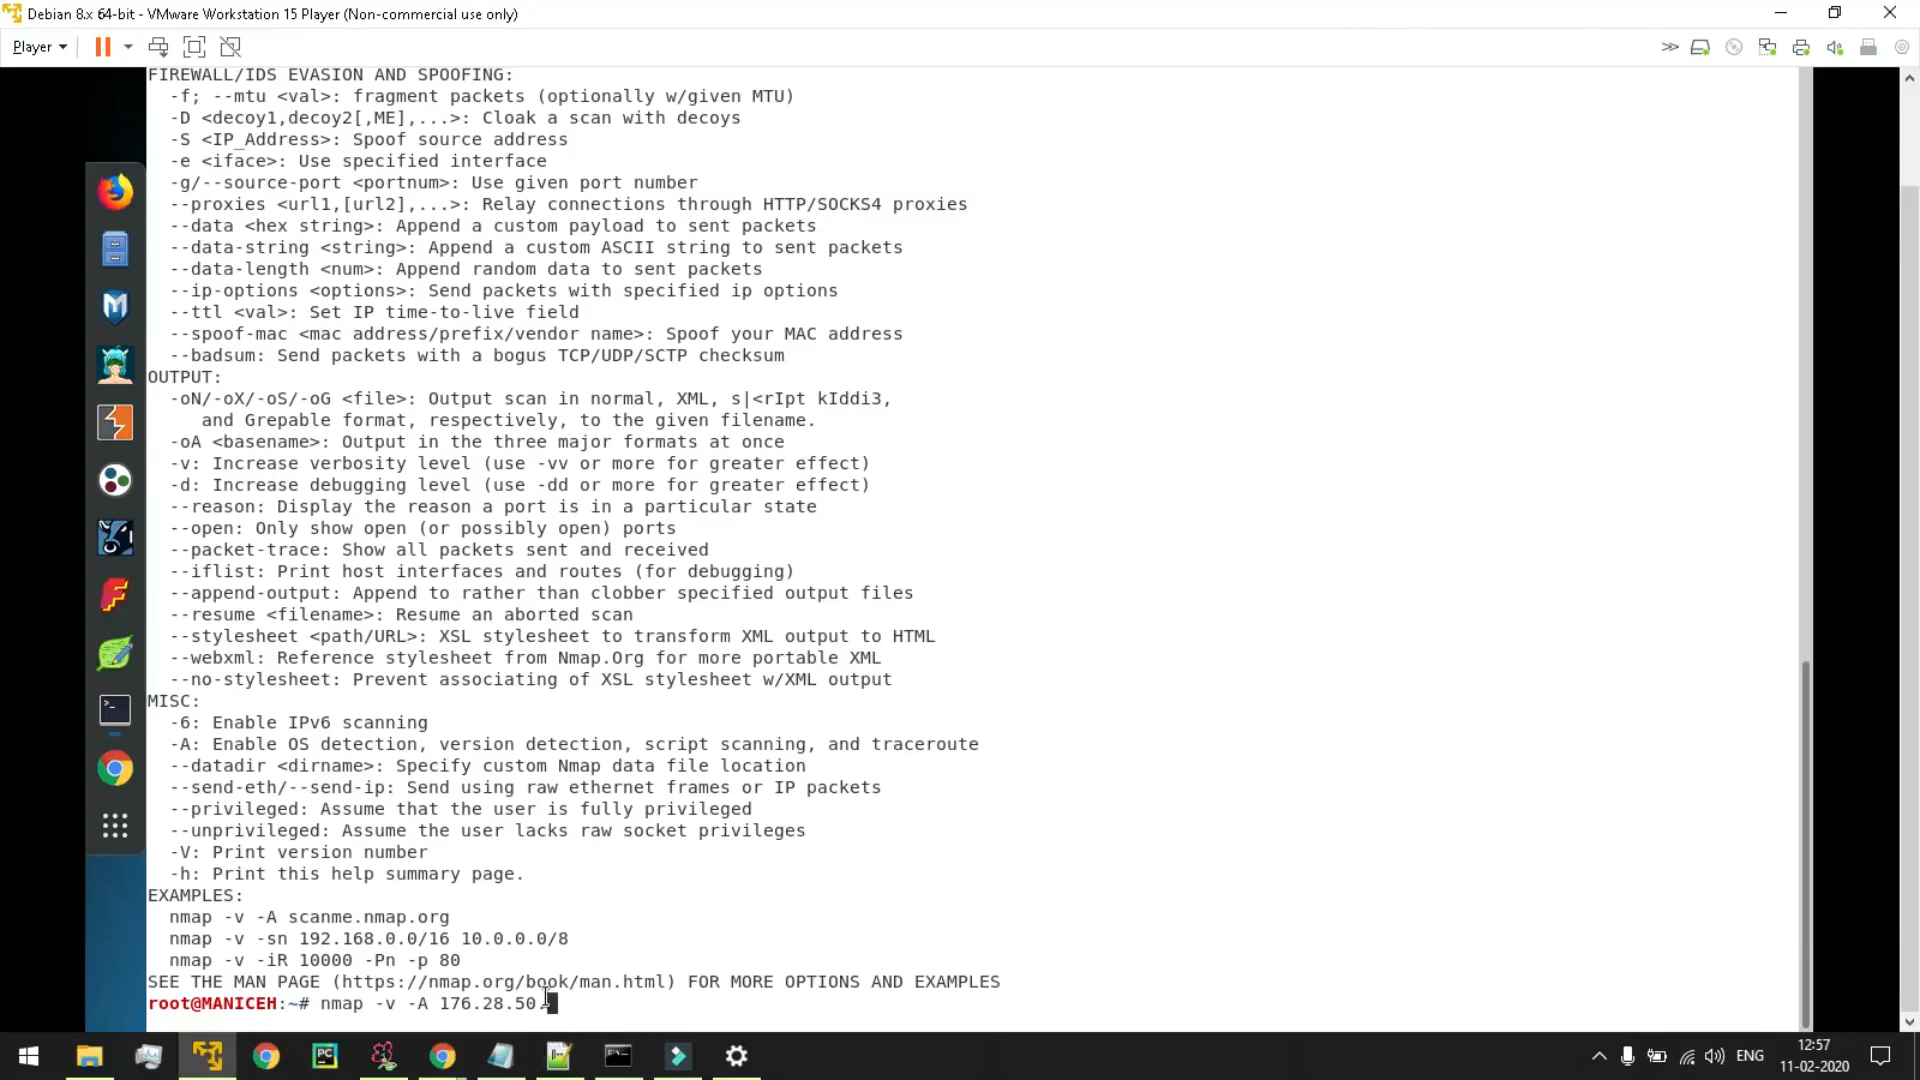 Debian 8.x 64-bit - VMware Workstation 15 Player (Non-commercial use only)
Player
FIREWALL/IDS EVASION AND SPOOFING:
-f; --mtu <val>: fragment packets (optionally w/given MTU)
-D <decoy1,decoy2[,ME],...>: Cloak a scan with decoys
-S <IP_Address>: Spoof source address
-e <iface>: Use specified interface
-g/--source-port <portnum>: Use given port number
--proxies <url1,[url2],...>: Relay connections through HTTP/SOCKS4 proxies
--data <hex string>: Append a custom payload to sent packets
--data-string <string>: Append a custom ASCII string to sent packets
--data-length <num>: Append random data to sent packets
--ip-options <options>: Send packets with specified ip options
--ttl <val>: Set IP time-to-live field
--spoof-mac <mac address/prefix/vendor name>: Spoof your MAC address
--badsum: Send packets with a bogus TCP/UDP/SCTP checksum
OUTPUT:
-oN/-oX/-oS/-oG <file>: Output scan in normal, XML, s|<rIpt kIddi3,
and Grepable format, respectively, to the given filename.
-oA <basename>: Output in the three major formats at once
-v: Increase verbosity level (use -vv or more for greater effect)
-d: Increase debugging level (use -dd or more for greater effect)
--reason: Display the reason a port is in a particular state
--open: Only show open (or possibly open) ports
--packet-trace: Show all packets sent and received
--iflist: Print host interfaces and routes (for debugging)
--append-output: Append to rather than clobber specified output files
--resume <filename>: Resume an aborted scan
--stylesheet <path/URL>: XSL stylesheet to transform XML output to HTML
--webxml: Reference stylesheet from Nmap.Org for more portable XML
--no-stylesheet: Prevent associating of XSL stylesheet w/XML output
MISC:
-6: Enable IPv6 scanning
-A: Enable OS detection, version detection, script scanning, and traceroute
--datadir <dirname>: Specify custom Nmap data file location
--send-eth/--send-ip: Send using raw ethernet frames or IP packets
--privileged: Assume that the user is fully privileged
--unprivileged: Assume the user lacks raw socket privileges
-V: Print version number
-h: Print this help summary page.
EXAMPLES:
nmap -v -A scanme.nmap.org
nmap -v -sn 192.168.0.0/16 10.0.0.0/8
nmap -v -iR 10000 -Pn -p 80
SEE THE MAN PAGE (https://nmap.org/book/man.html) FOR MORE OPTIONS AND EXAMPLES
root@MANICEH:~# nmap -v -A 176.28.50.
ENG
12:57
11-02-2020